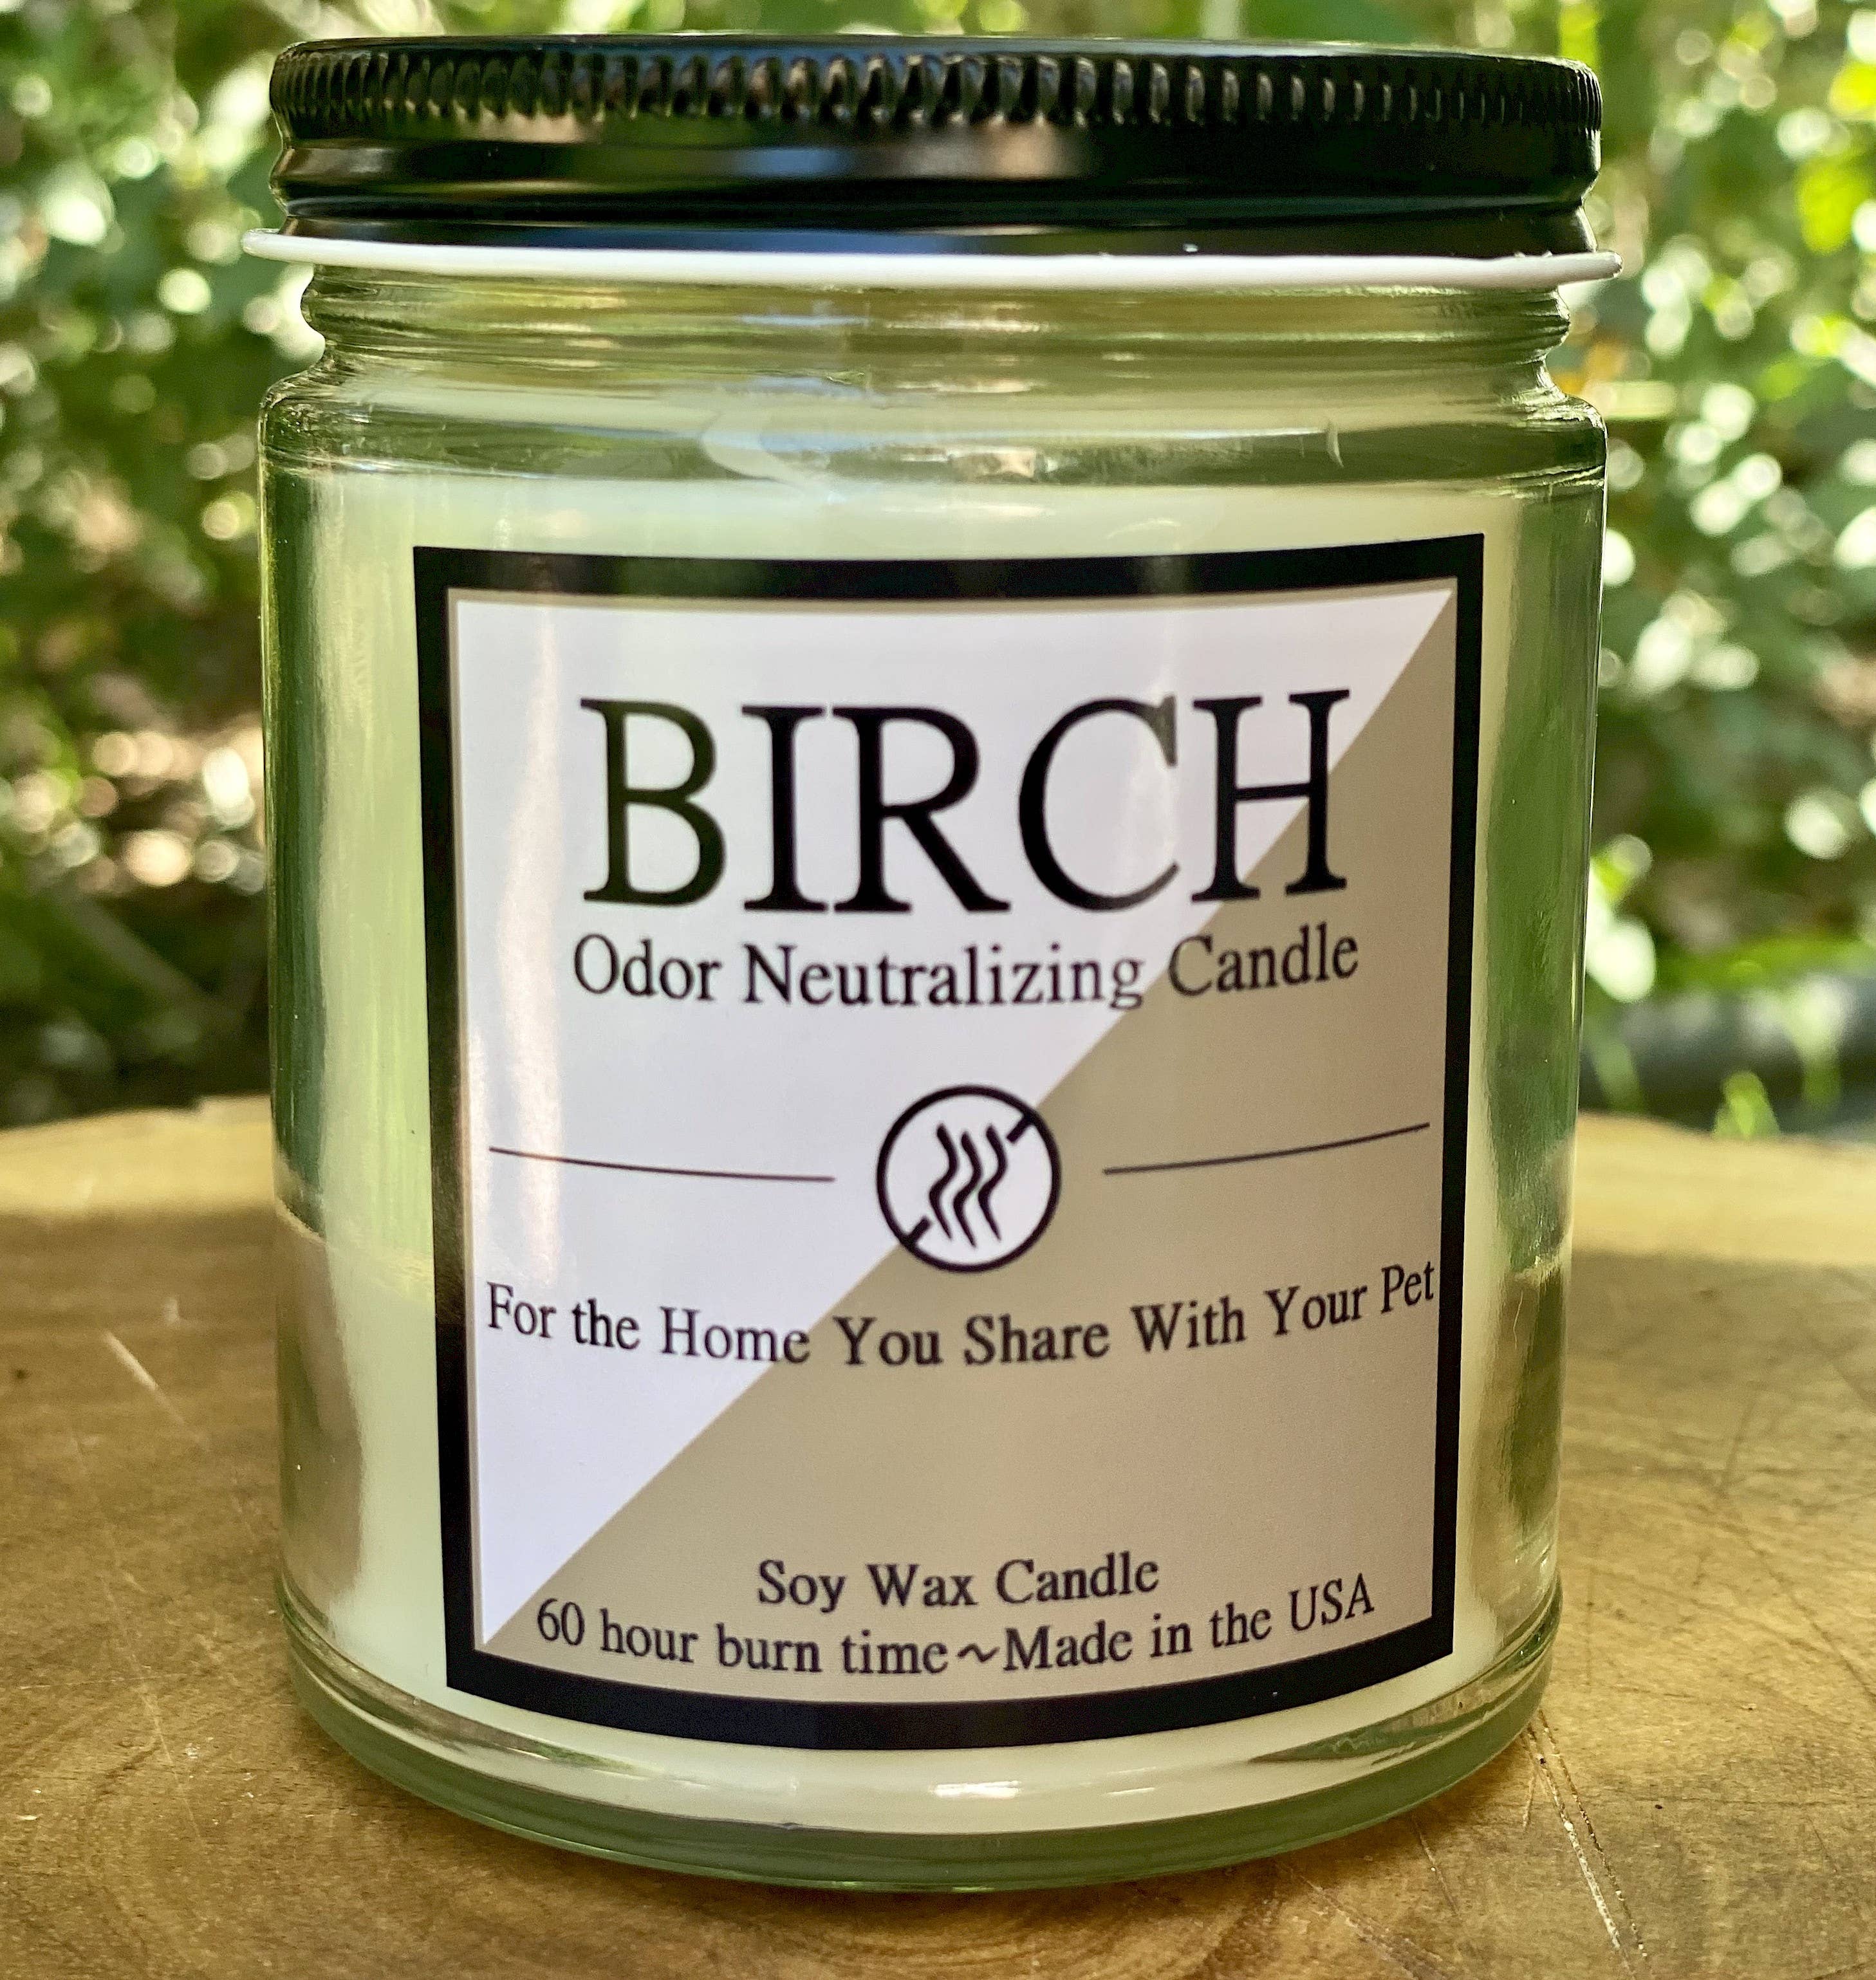 BIRCH
Odor Neutralizing Candle
For the Home You Share With Your Pet
Soy Wax Candle
60 hour burn time~Made in the USA